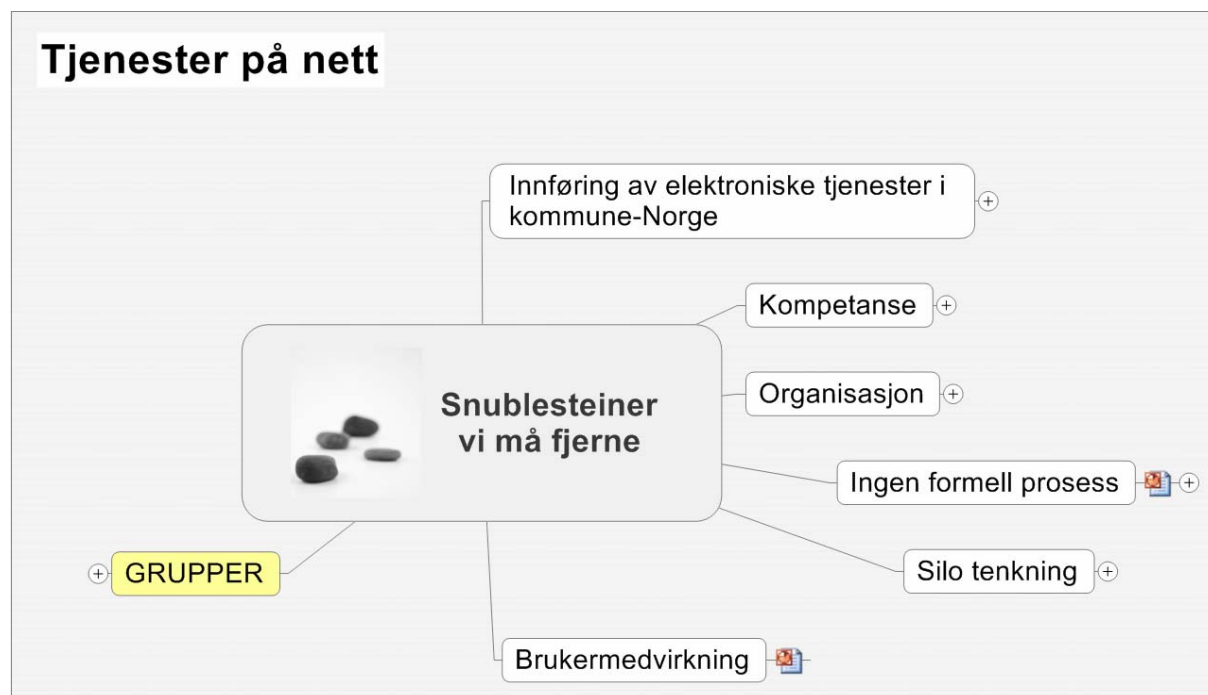 Tjenester på nett
Innføring av elektroniske tjenester i
kommune-Norge
Kompetanse
Organisasjon
Snublesteiner
vi må fjerne
Ingen formell prosess
Silo tenkning
GRUPPER
Brukermedvirkning